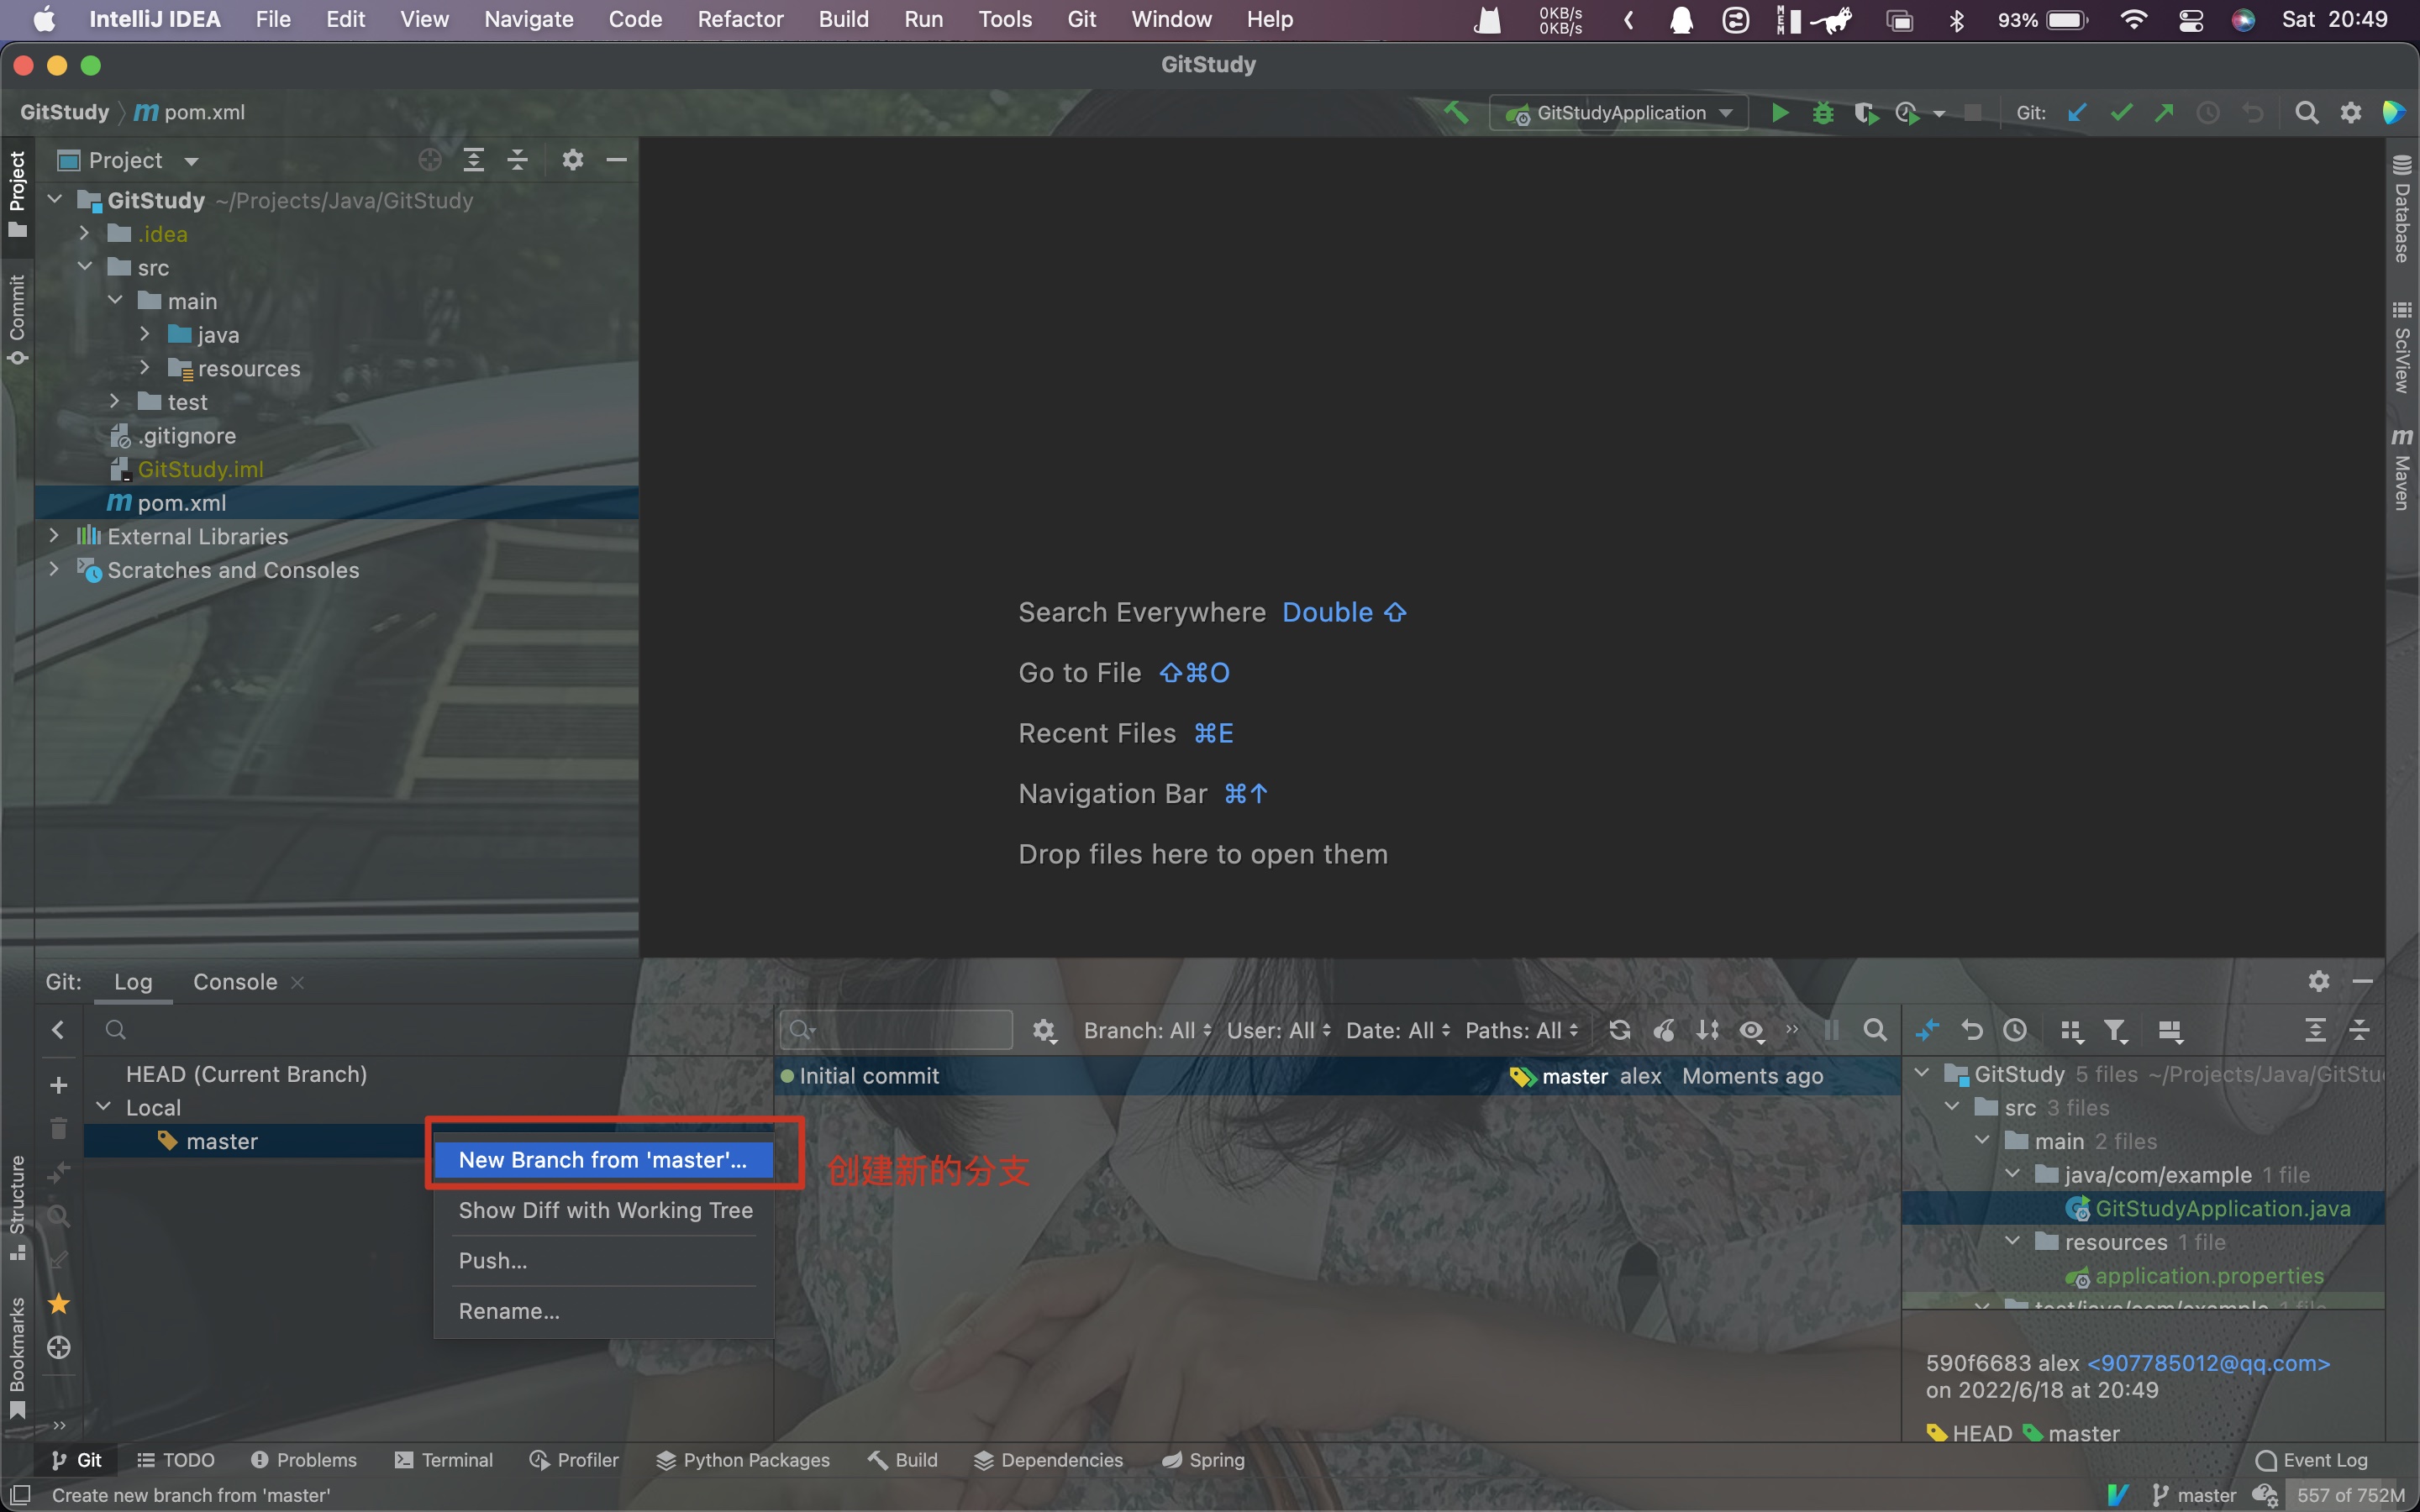 IntelliJ IDEA File Edit View Navigate Code Refactor Build Run Tools Git Window Help 0KB/s 0KB/s MEM 93% Sat 20:49
GitStudy
GitStudy pom.xml GitStudyApplication Git:
Project
Project
Commit
GitStudy ~/Projects/Java/GitStudy
.idea
src
main
java
resources
test
.gitignore
GitStudy.iml
pom.xml
External Libraries
Scratches and Consoles
Search Everywhere Double ⇧
Go to File ⇧⌘O
Recent Files ⌘E
Navigation Bar ⌘↑
Drop files here to open them
Database
SciView
Maven
Git: Log Console
Branch: All User: All Date: All Paths: All
HEAD (Current Branch)
Local
master
Initial commit master alex Moments ago
New Branch from 'master'...
创建新的分支
Show Diff with Working Tree
Push...
Rename...
GitStudy 5 files ~/Projects/Java/GitStu
src 3 files
main 2 files
java/com/example 1 file
GitStudyApplication.java
resources 1 file
application.properties
test/java/com/example 1 file
590f6683 alex <907785012@qq.com>
on 2022/6/18 at 20:49
HEAD master
Structure
Bookmarks
Git TODO Problems Terminal Profiler Python Packages Build Dependencies Spring Event Log
Create new branch from 'master' master 557 of 752M